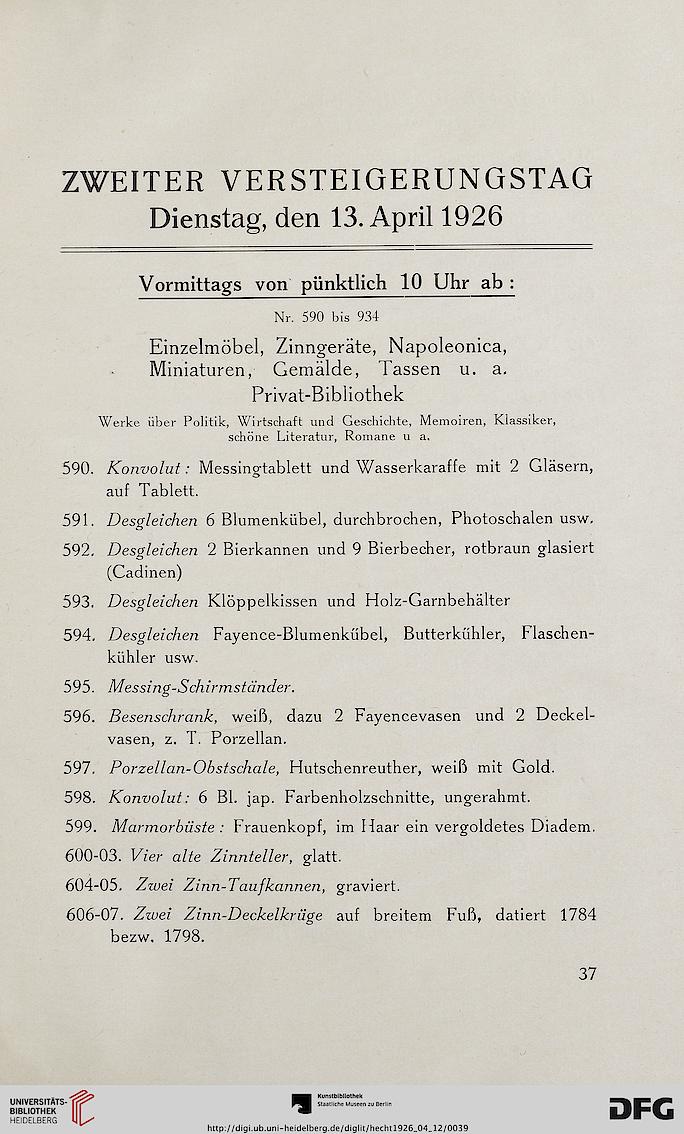 ZWEITER VERSTEIGERUNGSTAG
Dienstag, den 13. April 1926
Vormittags von pünktlich 10 Uhr ab :
Nr. 590 bis 934
Einzelmöbel, Zinngeräte, Napoleonica,
Miniaturen, Gemälde, Tassen u. a.
Privat-Bibliothek
Werke über Politik, Wirtschaft und Geschichte, Memoiren, Klassiker,
schöne Literatur, Romane u a.
590. Konvolut : Messingtablett und Wasserkaraffe mit 2 Gläsern,
auf Tablett.
591. Desgleichen 6 Blumenkübel, durchbrochen, Photoschalen usw.
592. Desgleichen 2 Bierkannen und 9 Bierbecher, rotbraun glasiert
(Cadinen)
593. Desgleichen Klöppelkissen und Holz-Garnbehälter
594. Desgleichen Fayence-Blumenkübel, Butterkühler, Flaschen-
kühler usw.
595. Messing-Schirmständer.
596. Besenschrank, weiß, dazu 2 Fayencevasen und 2 Deckel-
vasen, z. T. Porzellan.
597. Porzellan-Obstschale, Hutschenreuther, weiß mit Gold.
598. Konvolut: 6 Bl. jap. Farbenholzschnitte, ungerahmt.
599. Marmorbüste : Frauenkopf, im Haar ein vergoldetes Diadem.
600-03. Vier alte Zinnteller, glatt.
604-05. Zwei Zinn-Taufkannen, graviert.
606-07. Zwei Zinn-Deckelkrüge auf breitem Fuß, datiert 1784
bezw. 1798.
37
UNIVERSITÄTS-
BIBLIOTHEK
HEIDELBERG
Kunstbibliothek
Staatliche Museen zu Berlin
DFG
http://digi.ub.uni-heidelberg.de/diglit/hecht1926_04_12/0039